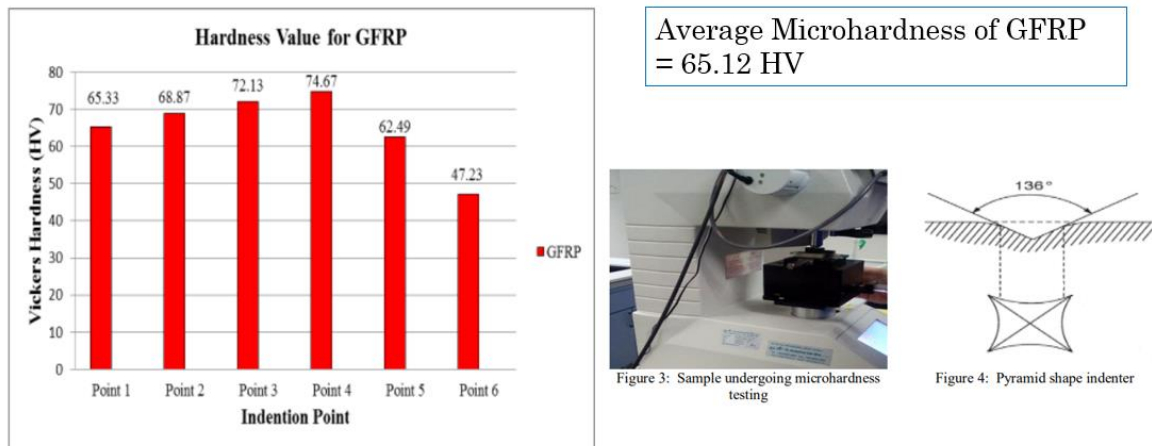 Hardness Value for GFRP
Vickers Hardness (HV)
80
70
60
50
40
30
20
10
0
65.33
68.87
72.13
74.67
62.49
47.23
Point 1
Point 2
Point 3
Point 4
Point 5
Point 6
Indention Point
GFRP
Average Microhardness of GFRP
= 65.12 HV
Figure 3: Sample undergoing microhardness
testing
136°
Figure 4: Pyramid shape indenter